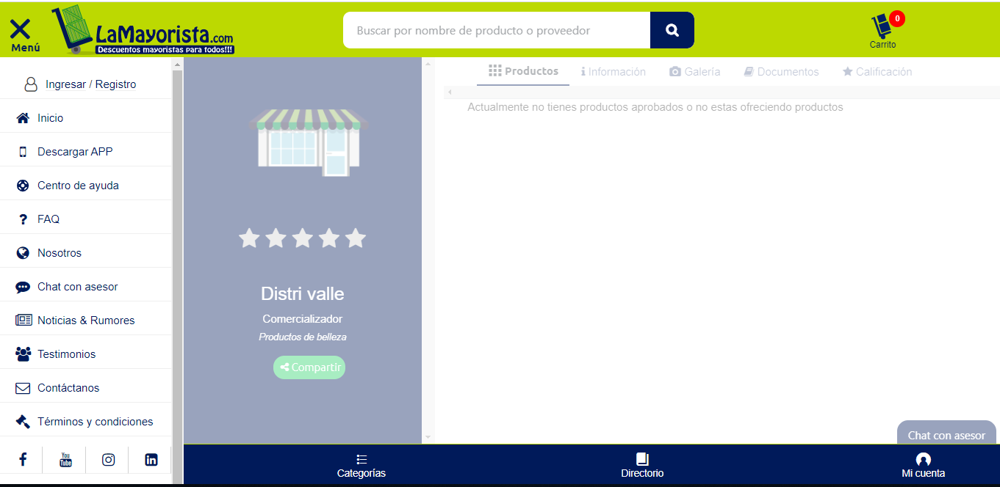 Menú
LaMayorista.com
Descuentos mayoristas para todos!!!
Buscar por nombre de producto o proveedor
0
Carrito
Ingresar / Registro
Inicio
Descargar APP
Centro de ayuda
FAQ
Nosotros
Chat con asesor
Noticias & Rumores
Testimonios
Contáctanos
Términos y condiciones
You
Tube
Distri valle
Comercializador
Productos de belleza
Compartir
Productos
Información
Galería
Documentos
Calificación
Actualmente no tienes productos aprobados o no estas ofreciendo productos
Chat con asesor
Categorías
Directorio
Mi cuenta